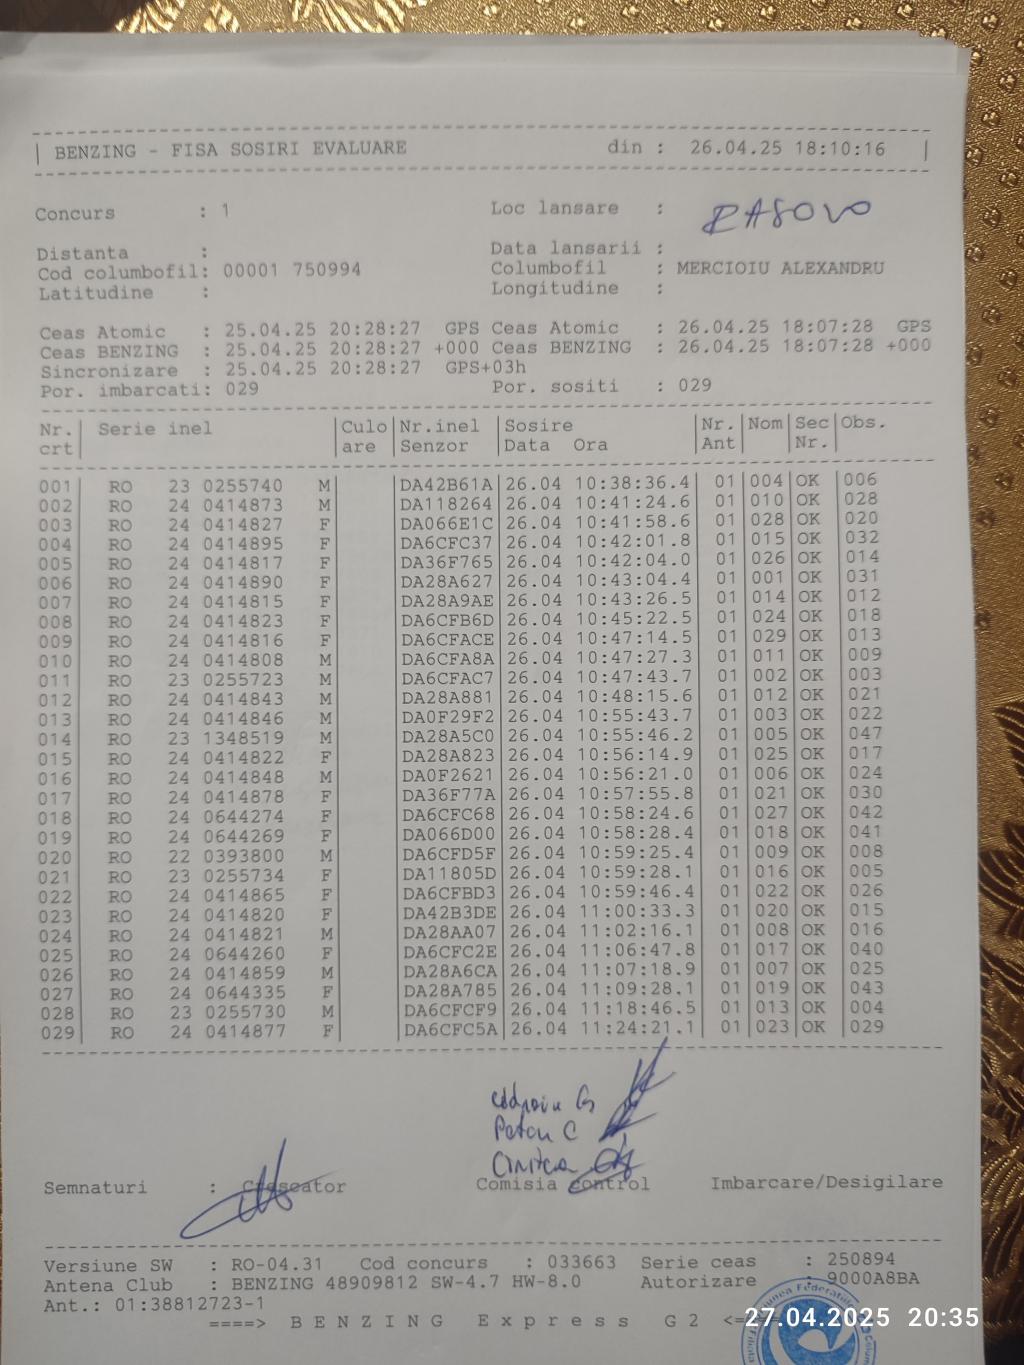 BENZING - FISA SOSIRI EVALUARE din : 26.04.25 18:10:16
Concurs : 1 Loc lansare : RASOVO
Distanta : Data lansarii :
Cod columbofil: 00001 750994 Columbofil : MERCIOIU ALEXANDRU
Latitudine : Longitudine :
Ceas Atomic : 25.04.25 20:28:27 GPS Ceas Atomic : 26.04.25 18:07:28 GPS
Ceas BENZING : 25.04.25 20:28:27 +000 Ceas BENZING : 26.04.25 18:07:28 +000
Sincronizare : 25.04.25 20:28:27 GPS+03h
Por. imbarcati: 029 Por. sositi : 029
Nr. | Serie inel | Culo | Nr.inel | Sosire | Nr. | Nom | Sec | Obs.
crt | | are | Senzor | Data Ora | Ant | | Nr. |
001 | RO 23 0255740 M | | DA42B61A | 26.04 10:38:36.4 | 01 | 004 | OK | 006
002 | RO 24 0414873 M | | DA118264 | 26.04 10:41:24.6 | 01 | 010 | OK | 028
003 | RO 24 0414827 F | | DA066E1C | 26.04 10:41:58.6 | 01 | 028 | OK | 020
004 | RO 24 0414895 F | | DA6CFC37 | 26.04 10:42:01.8 | 01 | 015 | OK | 032
005 | RO 24 0414817 F | | DA36F765 | 26.04 10:42:04.0 | 01 | 026 | OK | 014
006 | RO 24 0414890 F | | DA28A627 | 26.04 10:43:04.4 | 01 | 001 | OK | 031
007 | RO 24 0414815 F | | DA28A9AE | 26.04 10:43:26.5 | 01 | 014 | OK | 012
008 | RO 24 0414823 F | | DA6CFB6D | 26.04 10:45:22.5 | 01 | 024 | OK | 018
009 | RO 24 0414816 F | | DA6CFACE | 26.04 10:47:14.5 | 01 | 029 | OK | 013
010 | RO 24 0414808 M | | DA6CFA8A | 26.04 10:47:27.3 | 01 | 011 | OK | 009
011 | RO 23 0255723 M | | DA6CFAC7 | 26.04 10:47:43.7 | 01 | 002 | OK | 003
012 | RO 24 0414843 M | | DA28A881 | 26.04 10:48:15.6 | 01 | 012 | OK | 021
013 | RO 24 0414846 M | | DA0F29F2 | 26.04 10:55:43.7 | 01 | 003 | OK | 022
014 | RO 23 1348519 M | | DA28A5C0 | 26.04 10:55:46.2 | 01 | 005 | OK | 047
015 | RO 24 0414822 F | | DA28A823 | 26.04 10:56:14.9 | 01 | 025 | OK | 017
016 | RO 24 0414848 M | | DA0F2621 | 26.04 10:56:21.0 | 01 | 006 | OK | 024
017 | RO 24 0414878 F | | DA36F77A | 26.04 10:57:55.8 | 01 | 021 | OK | 030
018 | RO 24 0644274 F | | DA6CFC68 | 26.04 10:58:24.6 | 01 | 027 | OK | 042
019 | RO 24 0644269 F | | DA066D00 | 26.04 10:58:28.4 | 01 | 018 | OK | 041
020 | RO 22 0393800 M | | DA6CFD5F | 26.04 10:59:25.4 | 01 | 009 | OK | 008
021 | RO 23 0255734 F | | DA11805D | 26.04 10:59:28.1 | 01 | 016 | OK | 005
022 | RO 24 0414865 F | | DA6CFBD3 | 26.04 10:59:46.4 | 01 | 022 | OK | 026
023 | RO 24 0414820 F | | DA42B3DE | 26.04 11:00:33.3 | 01 | 020 | OK | 015
024 | RO 24 0414821 M | | DA28AA07 | 26.04 11:02:16.1 | 01 | 008 | OK | 016
025 | RO 24 0644260 F | | DA6CFC2E | 26.04 11:06:47.8 | 01 | 017 | OK | 040
026 | RO 24 0414859 M | | DA28A6CA | 26.04 11:07:18.9 | 01 | 007 | OK | 025
027 | RO 24 0644335 F | | DA28A785 | 26.04 11:09:28.1 | 01 | 019 | OK | 043
028 | RO 23 0255730 M | | DA6CFCF9 | 26.04 11:18:46.5 | 01 | 013 | OK | 004
029 | RO 24 0414877 F | | DA6CFC5A | 26.04 11:24:21.1 | 01 | 023 | OK | 029
Semnaturi : Crescator Comisia control Imbarcare/Desigilare
Versiune SW : RO-04.31 Cod concurs : 033663 Serie ceas : 250894
Antena Club : BENZING 48909812 SW-4.7 HW-8.0 Autorizare : 9000A8BA
Ant.: 01:38812723-1
====> B E N Z I N G E x p r e s s G 2 <=
27.04.2025 20:35